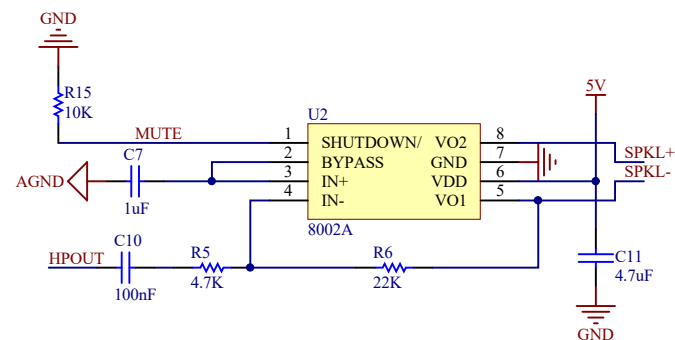 GND
R15
10K
MUTE
U2
5V
1
SHUTDOWN/
VO2
8
2
BYPASS
GND
7
3
IN+
VDD
6
4
IN-
VO1
5
8002A
SPKL+
SPKL-
C7
AGND
1uF
C10
HPOUT
100nF
R5
4.7K
R6
22K
C11
4.7uF
GND